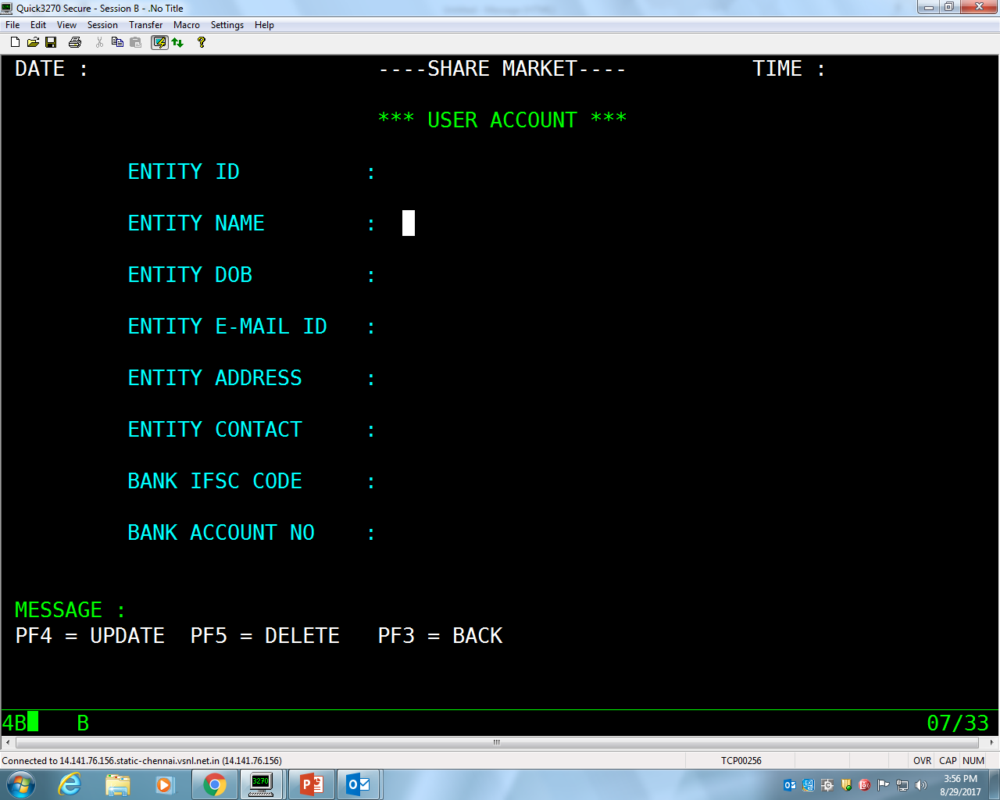 Quick3270 Secure - Session B - .No Title
File Edit View Session Transfer Macro Settings Help
DATE : ----SHARE MARKET---- TIME :
*** USER ACCOUNT ***
ENTITY ID :
ENTITY NAME :
ENTITY DOB :
ENTITY E-MAIL ID :
ENTITY ADDRESS :
ENTITY CONTACT :
BANK IFSC CODE :
BANK ACCOUNT NO :
MESSAGE :
PF4 = UPDATE PF5 = DELETE PF3 = BACK
4B B 07/33
Connected to 14.141.76.156.static-chennai.vsnl.net.in (14.141.76.156) TCP00256 OVR CAP NUM
3270
3:56 PM
8/29/2017